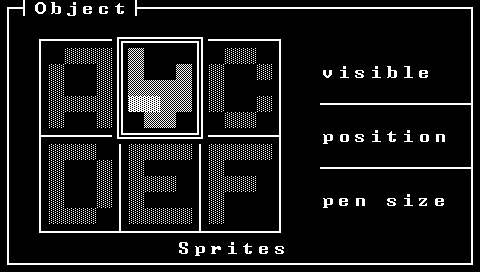 Object
A C
visible
position
D E F
pen size
Sprites